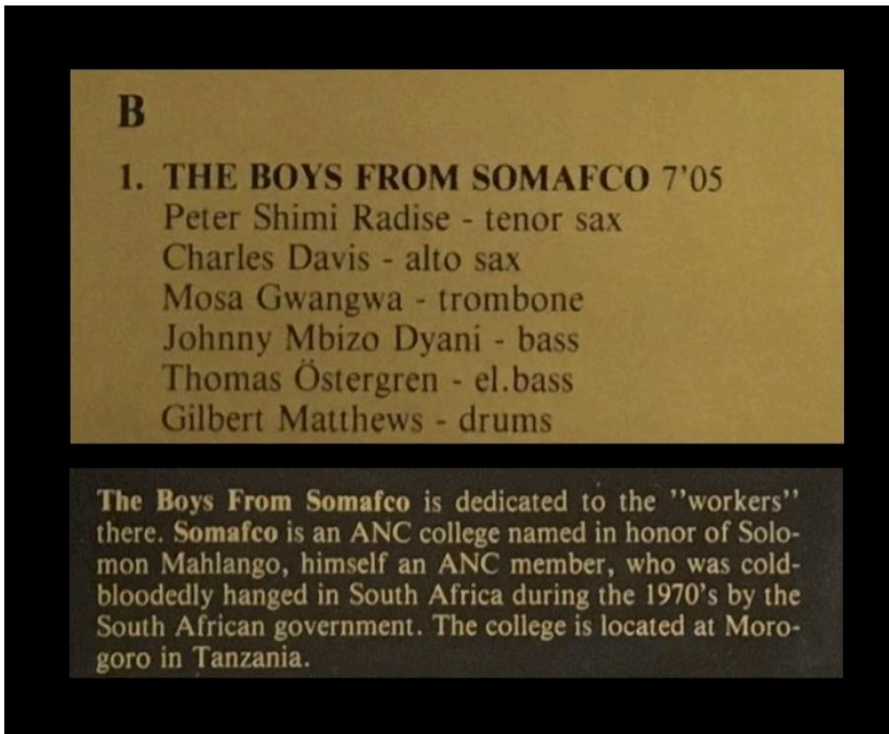 B
1. THE BOYS FROM SOMAFCO 7'05
Peter Shimi Radise - tenor sax
Charles Davis - alto sax
Mosa Gwangwa - trombone
Johnny Mbizo Dyani - bass
Thomas Östergren - el.bass
Gilbert Matthews - drums
The Boys From Somafco is dedicated to the ''workers''
there. Somafco is an ANC college named in honor of Solo-
mon Mahlango, himself an ANC member, who was cold-
bloodedly hanged in South Africa during the 1970's by the
South African government. The college is located at Moro-
goro in Tanzania.